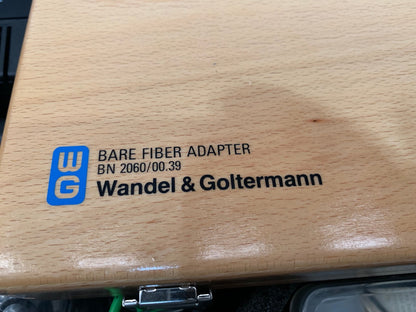 WG
BARE FIBER ADAPTER
BN 2060/00.39
Wandel & Goltermann